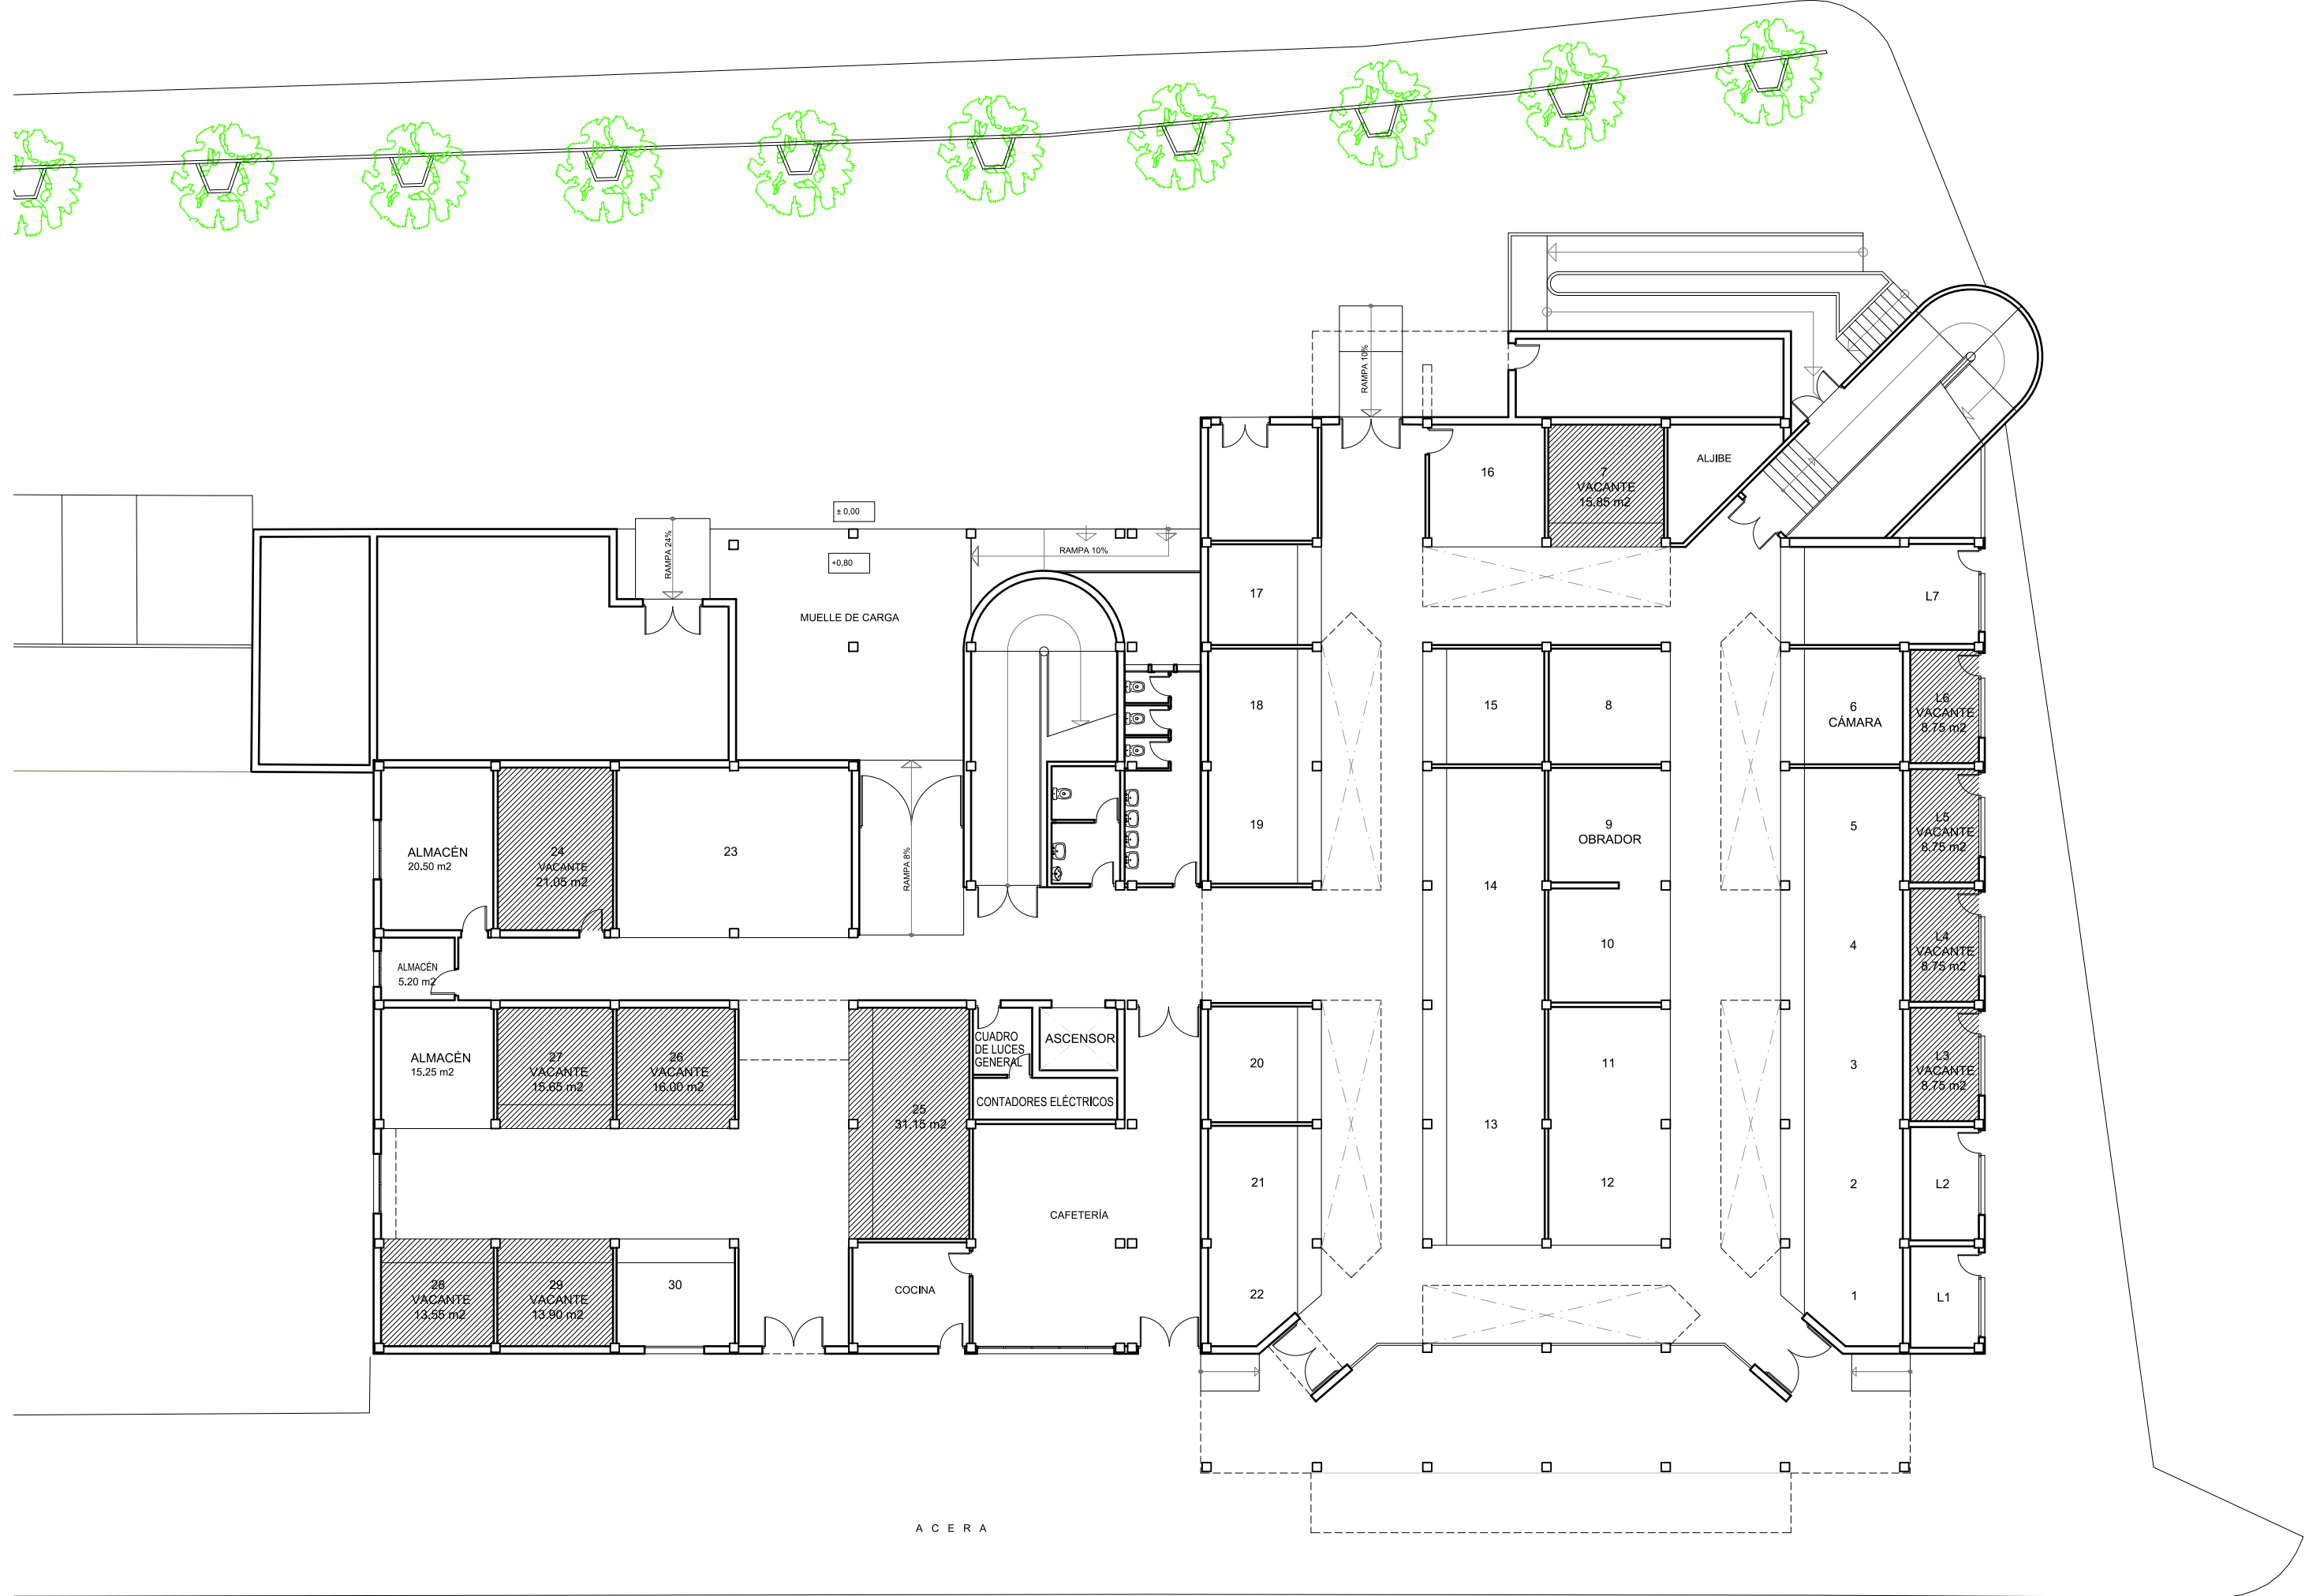 RAMPA 10%
16
7
VACANTE
15.85 m2
ALJIBE
± 0,00
RAMPA 24%
+0,80
RAMPA 10%
MUELLE DE CARGA
17
L7
18
15
8
6
CÁMARA
L6
VACANTE
8.75 m2
ALMACÉN
20.50 m2
24
VACANTE
21.05 m2
23
RAMPA 8%
19
14
9
OBRADOR
5
L5
VACANTE
8.75 m2
ALMACÉN
5.20 m2
10
4
L4
VACANTE
8.75 m2
ALMACÉN
15.25 m2
27
VACANTE
15.65 m2
26
VACANTE
16.00 m2
25
31.15 m2
CUADRO
DE LUCES
GENERAL
ASCENSOR
CONTADORES ELÉCTRICOS
20
11
3
L3
VACANTE
8.75 m2
13
CAFETERÍA
21
12
2
L2
28
VACANTE
13.55 m2
29
VACANTE
13.90 m2
30
COCINA
22
1
L1
A C E R A